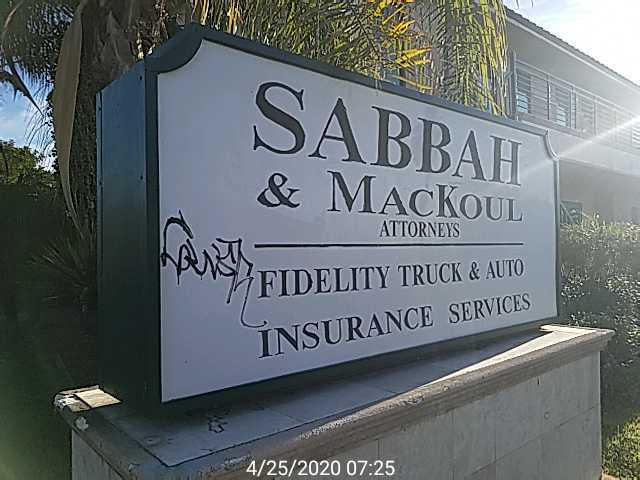 SABBAH
& MACKOUL
ATTORNEYS
FIDELITY TRUCK & AUTO
INSURANCE SERVICES
4/25/2020 07:25